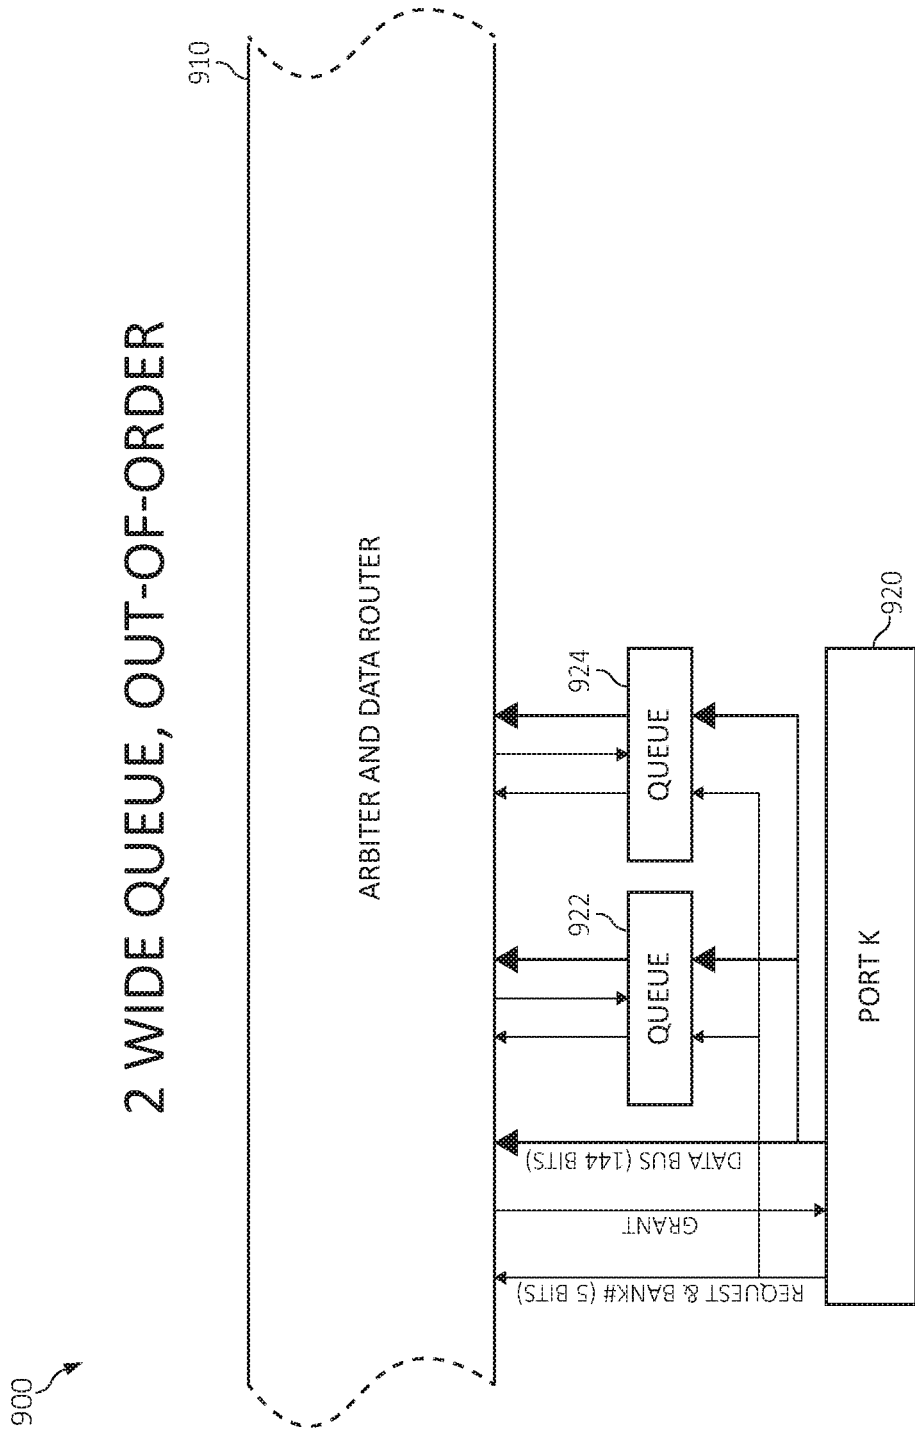 900
2 WIDE QUEUE, OUT-OF-ORDER
910
ARBITER AND DATA ROUTER
REQUEST & BANK# (5 BITS)
GRANT
DATA BUS (144 BITS)
922
QUEUE
924
QUEUE
PORT K
920